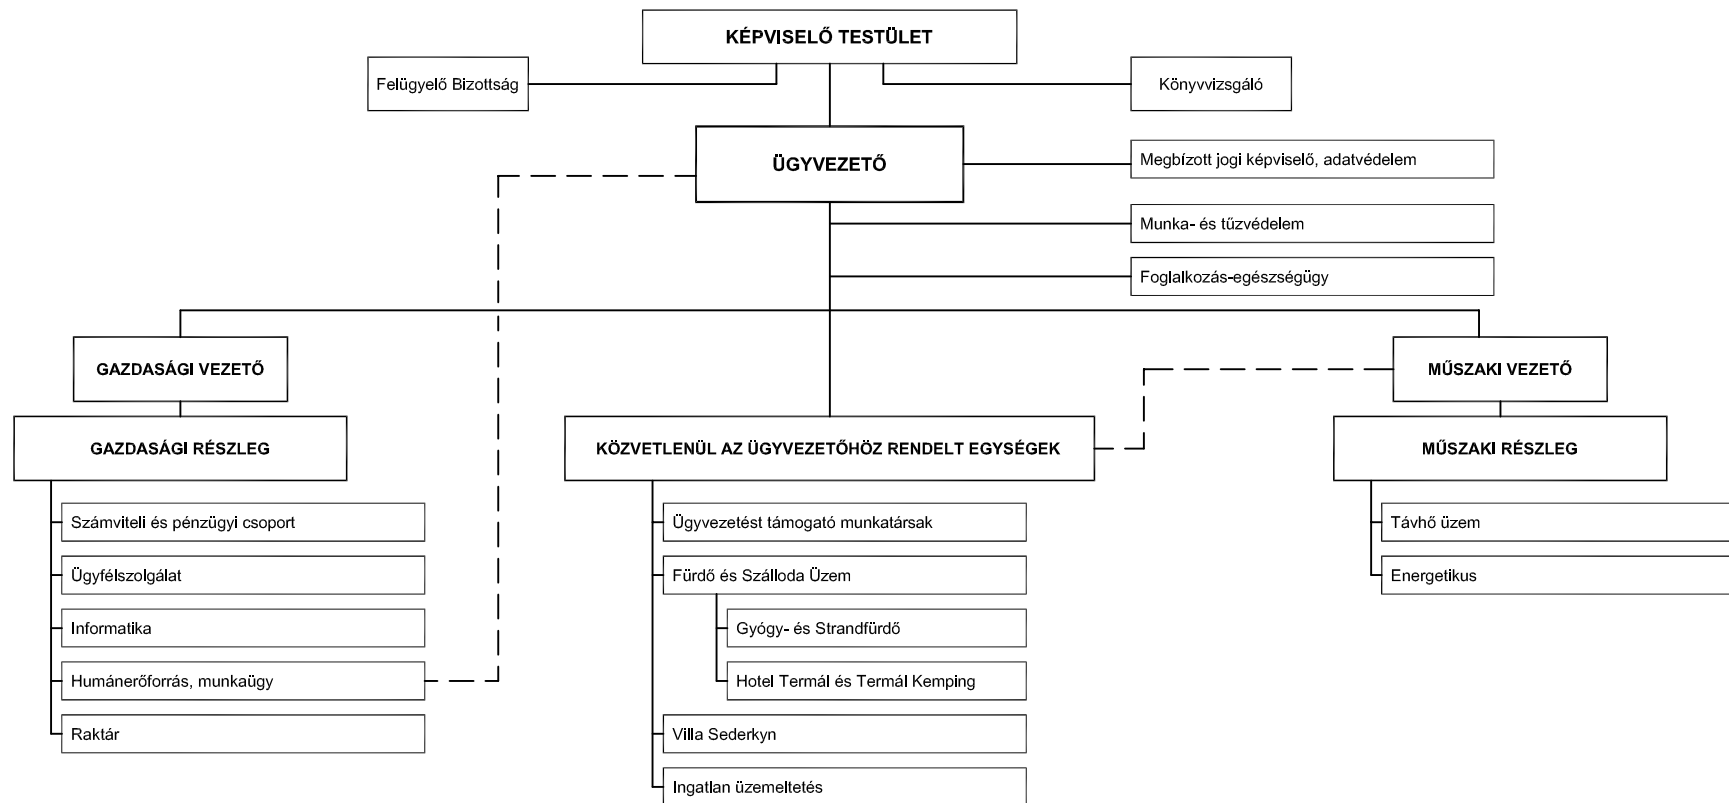 KÉPVISELŐ TESTÜLET
Felügyelő Bizottság
Könyvvizsgáló
ÜGYVEZETŐ
Megbízott jogi képviselő, adatvédelem
Munka- és tűzvédelem
Foglalkozás-egészségügy
GAZDASÁGI VEZETŐ
MŰSZAKI VEZETŐ
GAZDASÁGI RÉSZLEG
KÖZVETLENÜL AZ ÜGYVEZETŐHÖZ RENDELT EGYSÉGEK
MŰSZAKI RÉSZLEG
Számviteli és pénzügyi csoport
Ügyfélszolgálat
Informatika
Humánerőforrás, munkaügy
Raktár
Ügyvezetést támogató munkatársak
Fürdő és Szálloda Üzem
Gyógy- és Strandfürdő
Hotel Termál és Termál Kemping
Villa Sederkyn
Ingatlan üzemeltetés
Távhő üzem
Energetikus